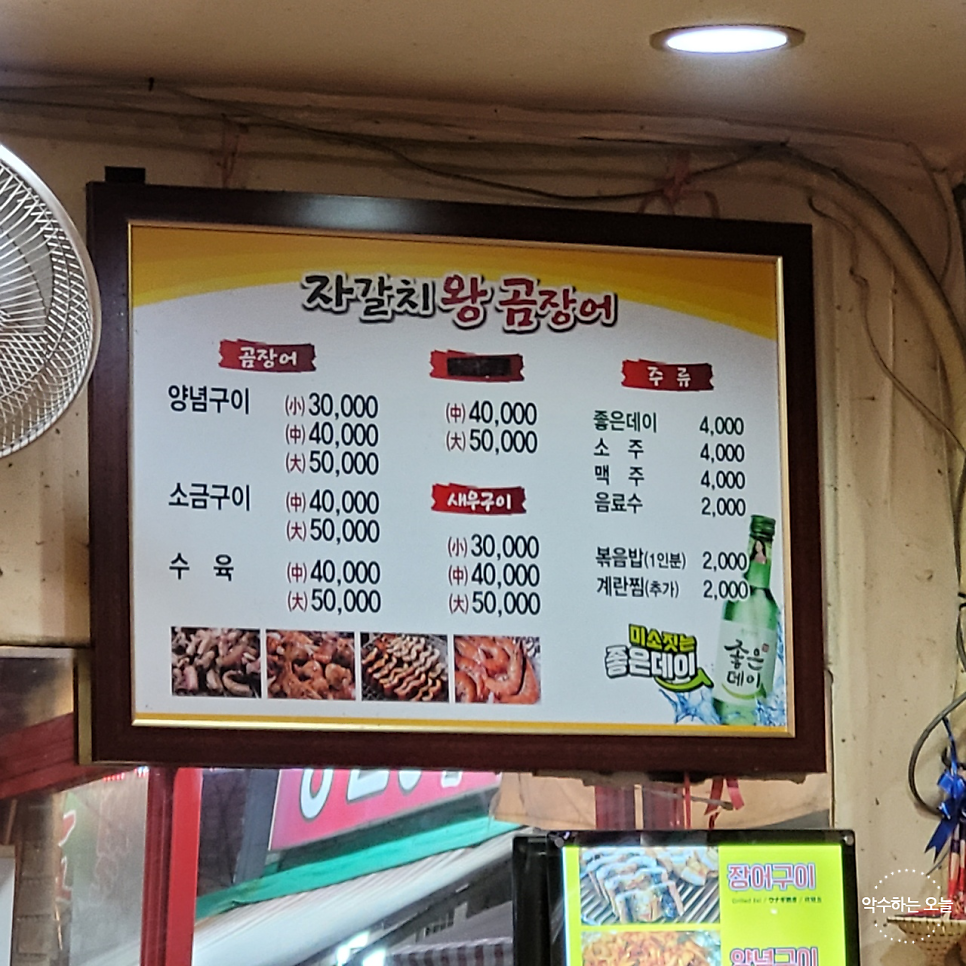 자갈치 왕 곰장어
곰장어
양념구이 (小) 30,000
(中) 40,000
(大) 50,000
소금구이 (中) 40,000
(大) 50,000
수 육 (中) 40,000
(大) 50,000
(中) 40,000
(大) 50,000
새우구이
(小) 30,000
(中) 40,000
(大) 50,000
주 류
좋은데이 4,000
소 주 4,000
맥 주 4,000
음료수 2,000
볶음밥(1인분) 2,000
계란찜(추가) 2,000
미소짓는
좋은데이
좋은
데이
장어구이
양념구이
악수하는 오늘